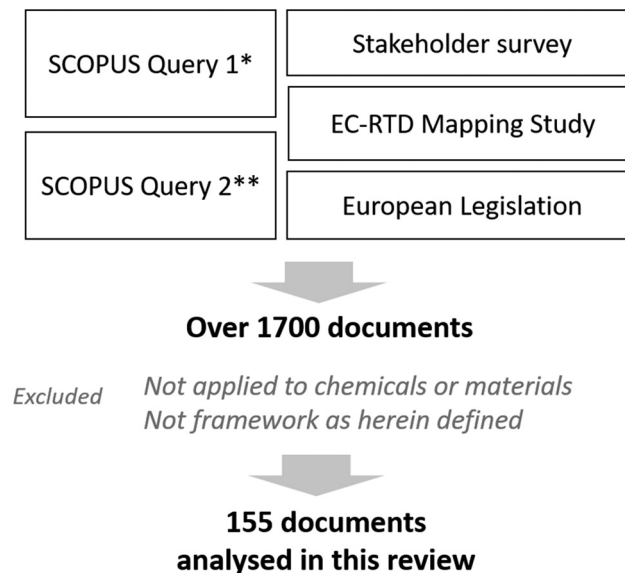 SCOPUS Query 1*
SCOPUS Query 2**
Stakeholder survey
EC-RTD Mapping Study
European Legislation
Over 1700 documents
Excluded
Not applied to chemicals or materials
Not framework as herein defined
155 documents
analysed in this review